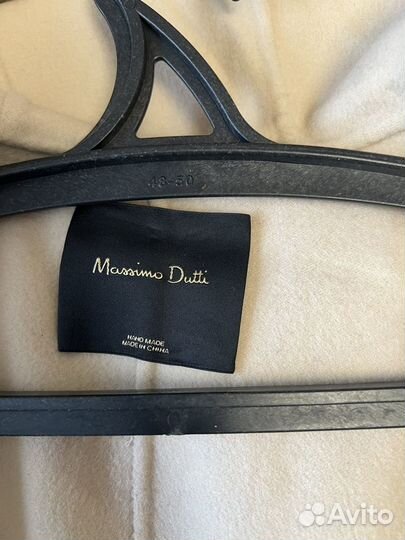 48-50
Massimo Dutti
HAND MADE
MADE IN CHINA
Avito